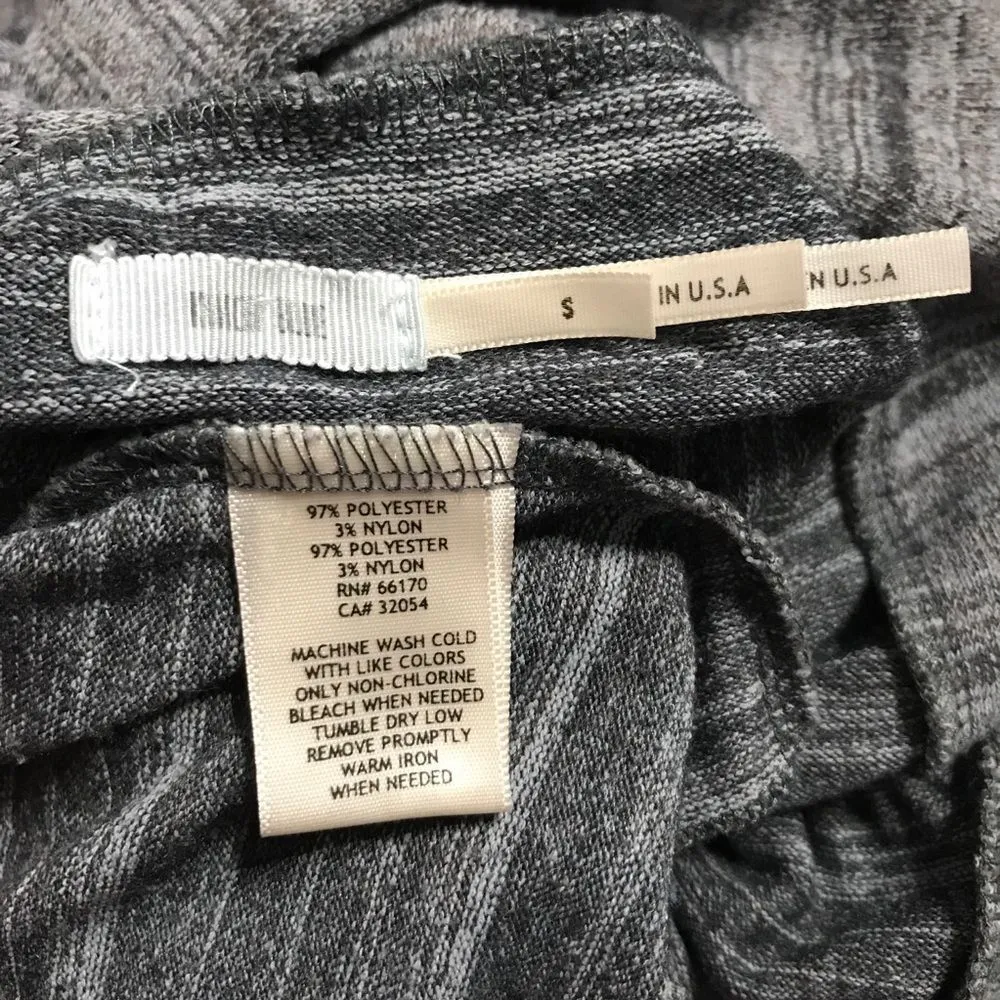 S
IN U.S.A
N U.S.A
97% POLYESTER
3% NYLON
97% POLYESTER
3% NYLON
RN# 66170
CA# 32054
MACHINE WASH COLD
WITH LIKE COLORS
ONLY NON-CHLORINE
BLEACH WHEN NEEDED
TUMBLE DRY LOW
REMOVE PROMPTLY
WARM IRON
WHEN NEEDED